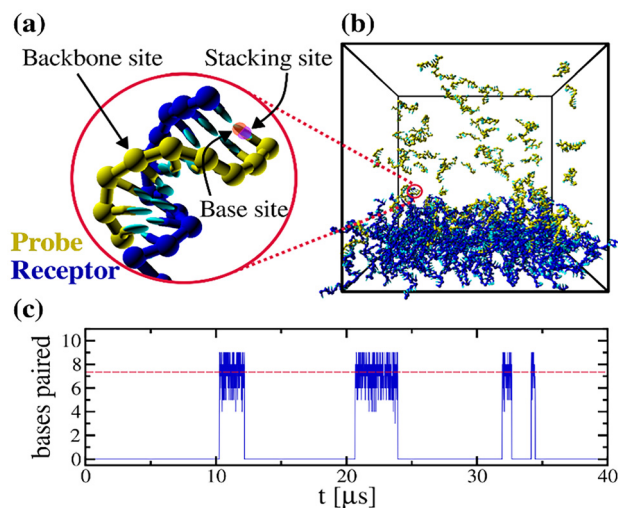 (a)
Backbone site
Stacking site
(b)
Base site
Probe
Receptor
(c)
bases paired
10
8
6
4
2
0
0 10 20 30 40
t [μs]